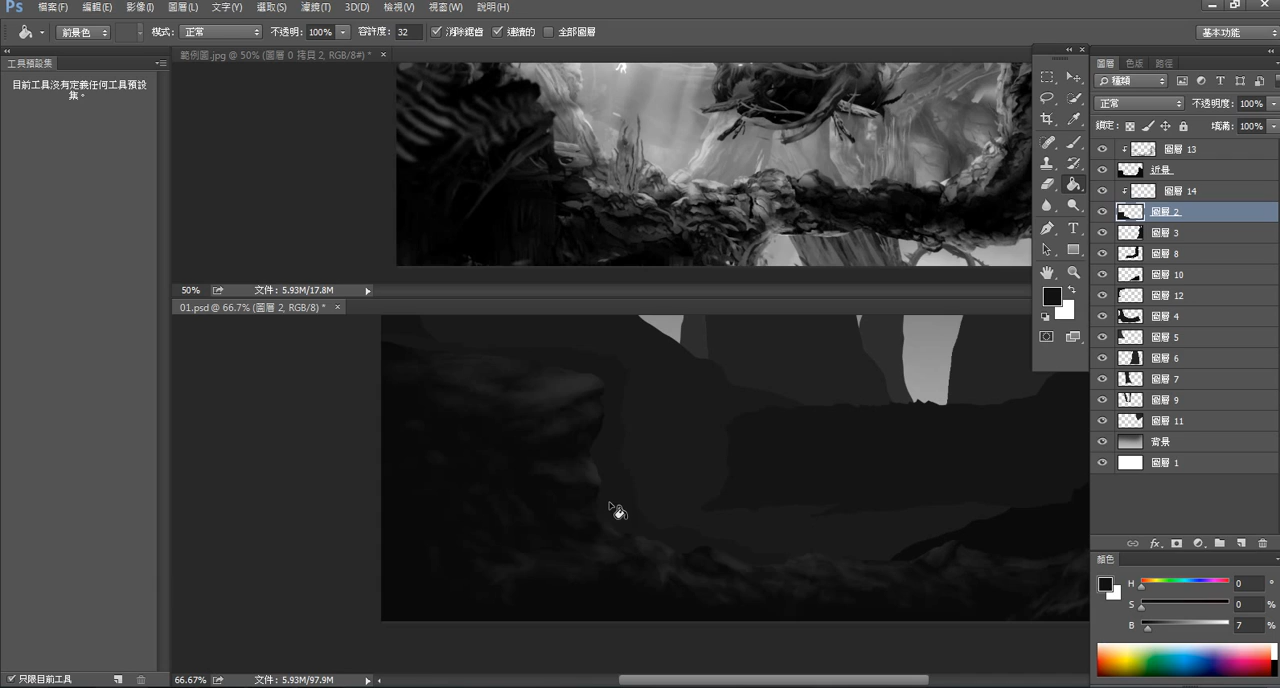 Ps 檔案(F) 編輯(E) 影像(I) 圖層(L) 文字(Y) 選取(S) 濾鏡(T) 3D(D) 檢視(V) 視窗(W) 說明(H)
前景色 模式: 正常 不透明: 100% 容許度: 32 消除鋸齒 連續的 全部圖層 基本功能
工具預設集
目前工具沒有定義任何工具預設
集。
只限目前工具
範例圖.jpg @ 50% (圖層 0 拷貝 2, RGB/8#) * ×
50% 文件: 5.93M/17.8M
01.psd @ 66.7% (圖層 2, RGB/8) * ×
66.67% 文件: 5.93M/97.9M
圖層 色版 路徑
種類
正常 不透明度: 100%
鎖定: 填滿: 100%
圖層 13
近景
圖層 14
圖層 2
圖層 3
圖層 8
圖層 10
圖層 12
圖層 4
圖層 5
圖層 6
圖層 7
圖層 9
圖層 11
背景
圖層 1
fx
顏色
H 0 °
S 0 %
B 7 %